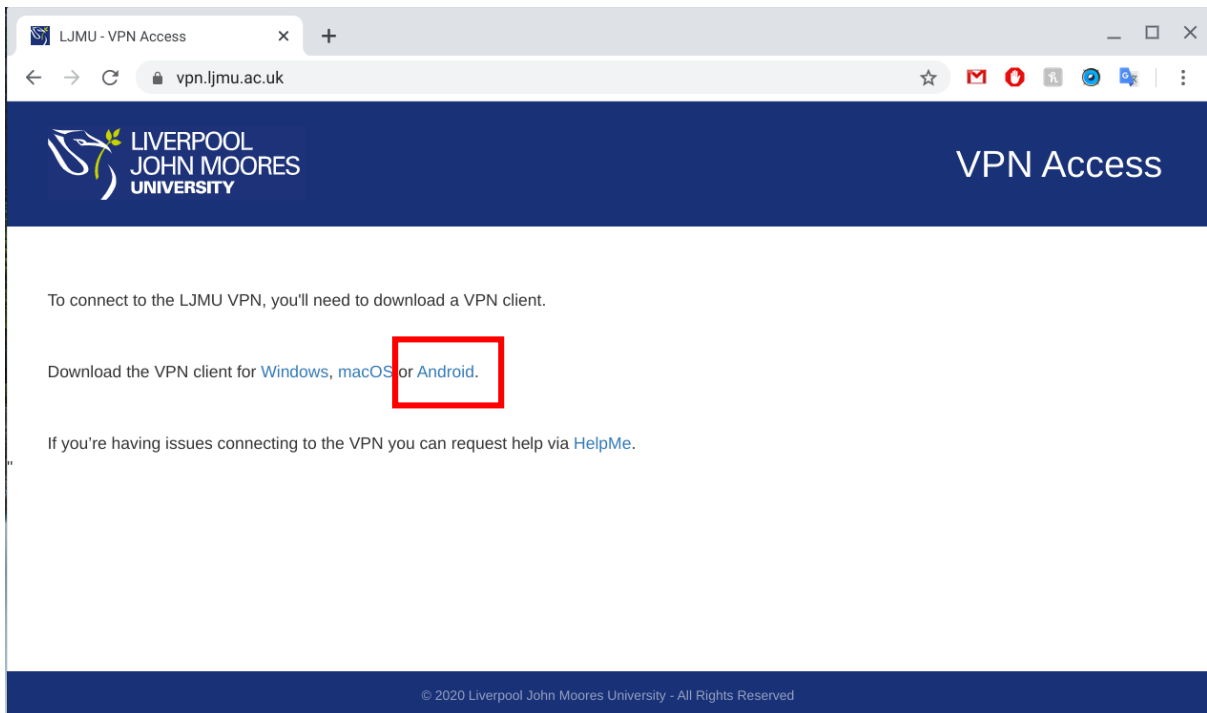 LJMU - VPN Access
vpn.ljmu.ac.uk
LIVERPOOL
JOHN MOORES
UNIVERSITY
VPN Access
To connect to the LJMU VPN, you'll need to download a VPN client.
Download the VPN client for Windows, macOS or Android.
If you’re having issues connecting to the VPN you can request help via HelpMe.
"
© 2020 Liverpool John Moores University - All Rights Reserved